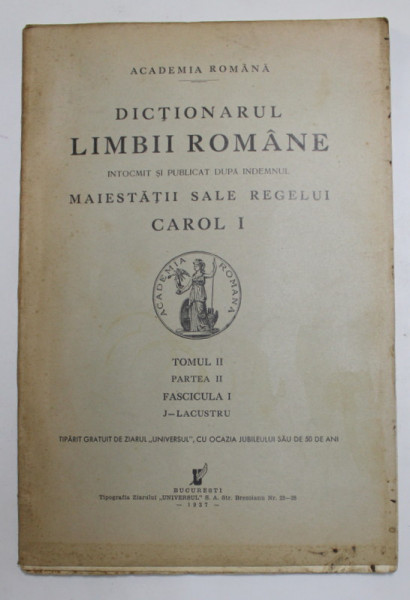 ACADEMIA ROMÂNĂ
DICȚIONARUL
LIMBII ROMÂNE
INTOCMIT ȘI PUBLICAT DUPĂ INDEMNUL
MAIESTĂȚII SALE REGELUI
CAROL I
ACADEMIA ROMANA
TOMUL II
PARTEA II
FASCICULA I
J—LACUSTRU
TIPĂRIT GRATUIT DE ZIARUL „UNIVERSUL”, CU OCAZIA JUBILEULUI SĂU DE 50 DE ANI
BUCUREȘTI
Tipografia Ziarului „UNIVERSUL” S. A. Str. Brezoianu Nr. 23—25
— 1937 —